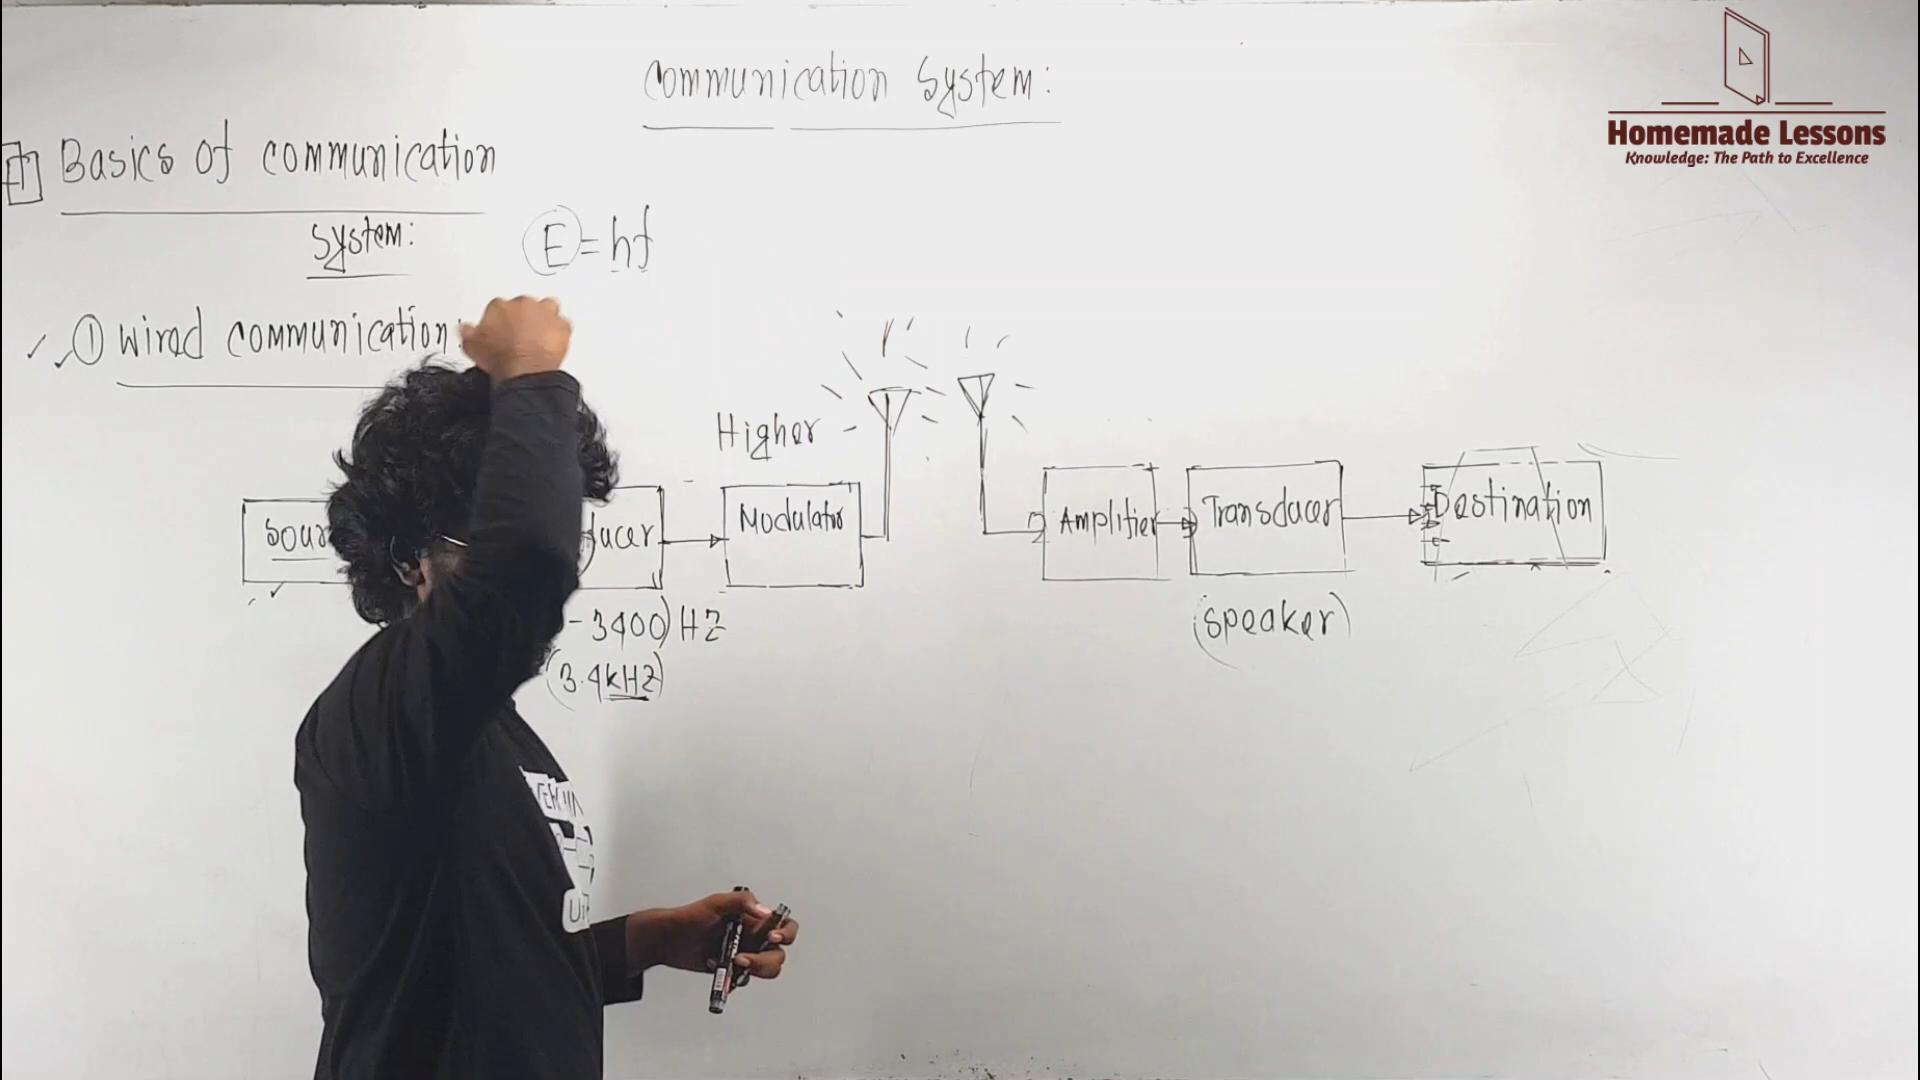 Communication System:
Homemade Lessons
Knowledge: The Path to Excellence
Basics of communication
System:
E = hf
① Wired communication:
Higher
Sour
ducer
Modulator
Amplifier
Transducer
Destination
-3400) HZ
(3.4kHZ)
(speaker)